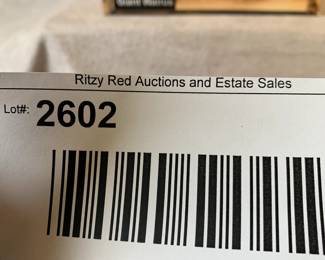 Ritzy Red Auctions and Estate Sales
Lot#: 2602